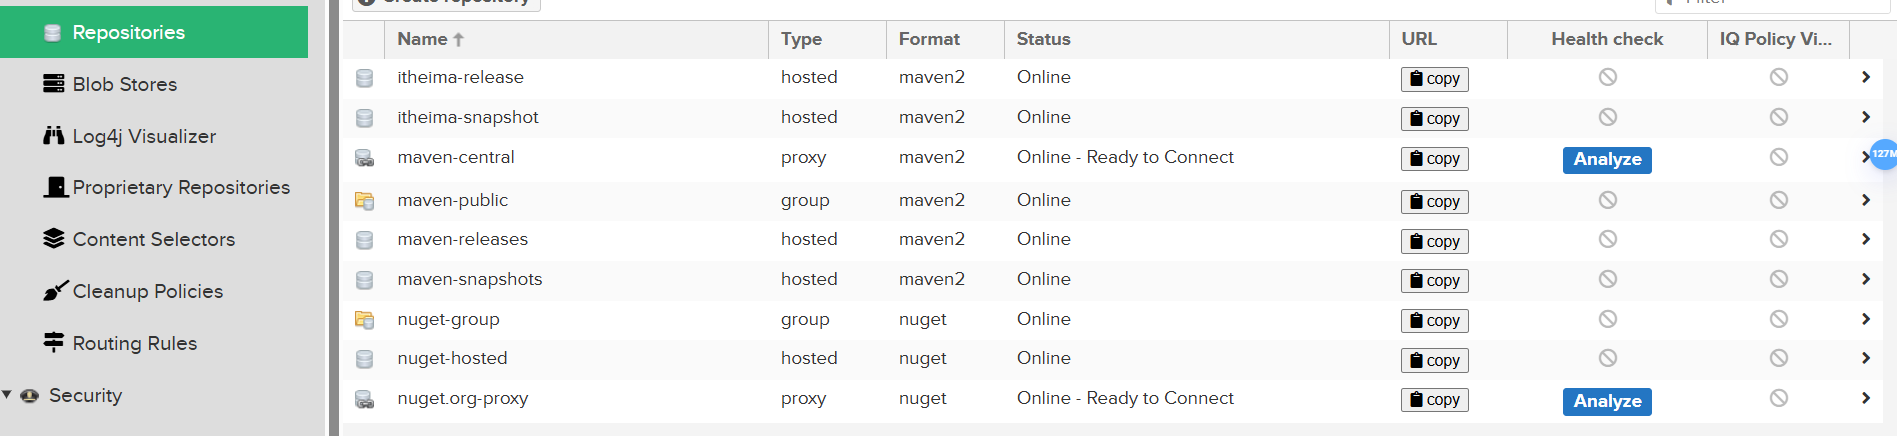 Create repository
Filter
Repositories
Blob Stores
Log4j Visualizer
Proprietary Repositories
Content Selectors
Cleanup Policies
Routing Rules
Security
Name Type Format Status URL Health check IQ Policy Vi...
itheima-release hosted maven2 Online copy
itheima-snapshot hosted maven2 Online copy
maven-central proxy maven2 Online - Ready to Connect copy Analyze 127M
maven-public group maven2 Online copy
maven-releases hosted maven2 Online copy
maven-snapshots hosted maven2 Online copy
nuget-group group nuget Online copy
nuget-hosted hosted nuget Online copy
nuget.org-proxy proxy nuget Online - Ready to Connect copy Analyze